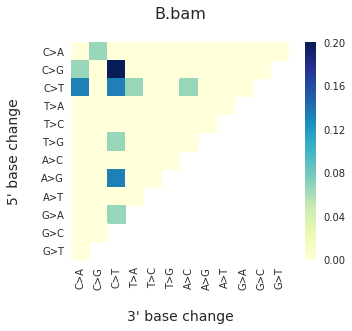 B.bam
5' base change
C>A
C>G
C>T
T>A
T>C
T>G
A>C
A>G
A>T
G>A
G>C
G>T
C>A
C>G
C>T
T>A
T>C
T>G
A>C
A>G
A>T
G>A
G>C
G>T
3' base change
0.20
0.16
0.12
0.08
0.04
0.00